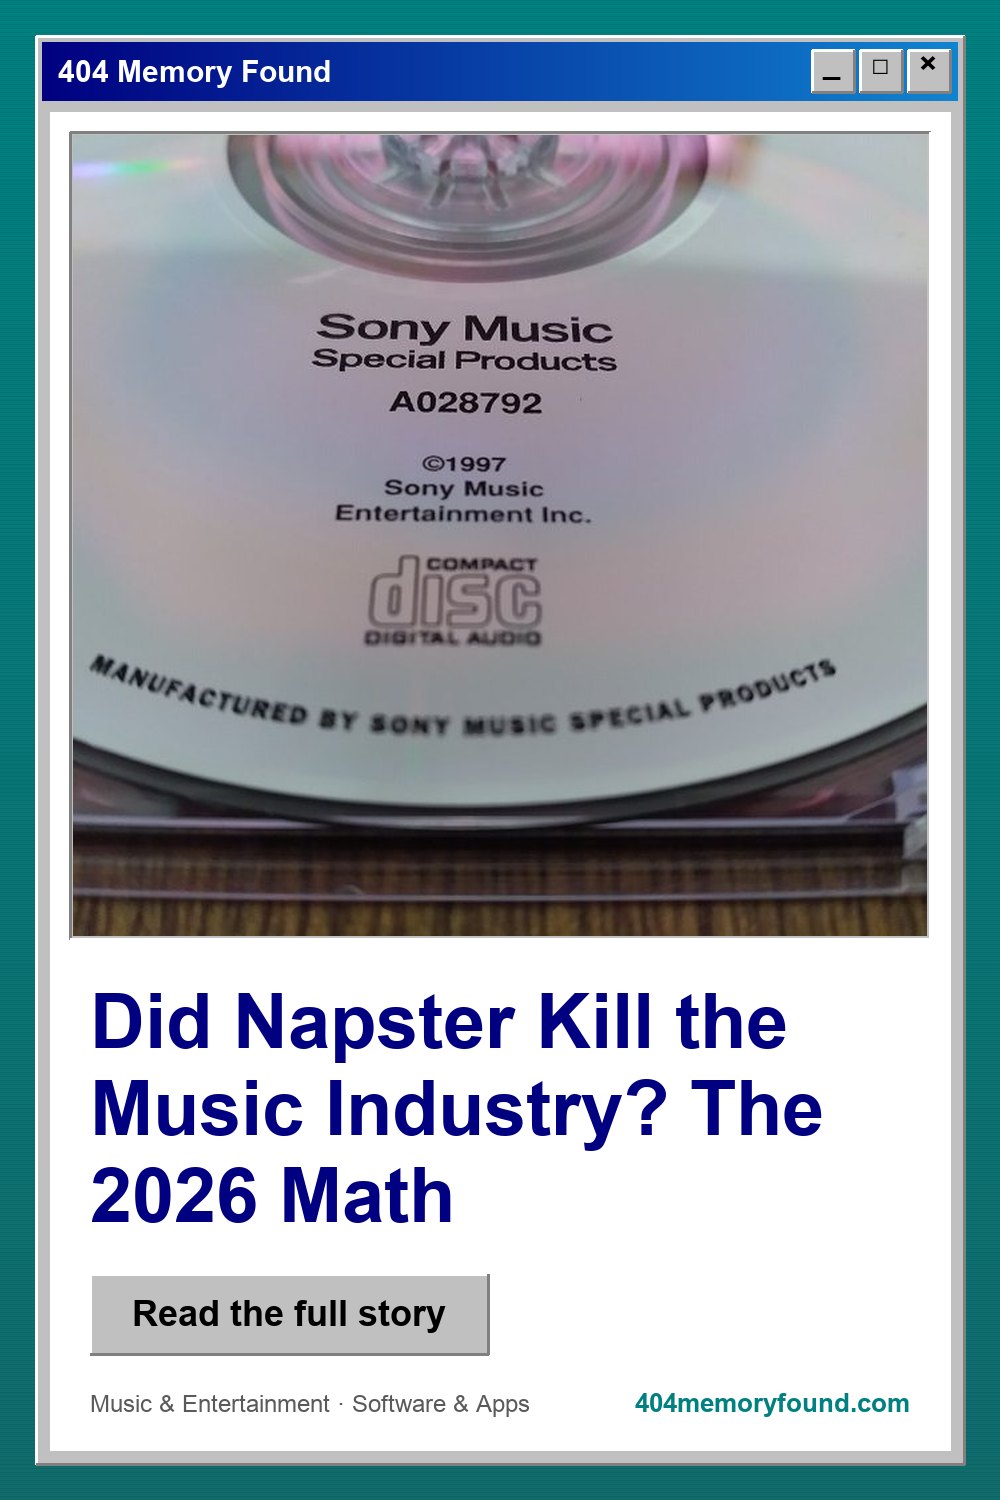 404 Memory Found
Sony Music
Special Products
A028792
©1997
Sony Music
Entertainment Inc.
COMPACT
disc
DIGITAL AUDIO
MANUFACTURED BY SONY MUSIC SPECIAL PRODUCTS
Did Napster Kill the
Music Industry? The
2026 Math
Read the full story
Music & Entertainment · Software & Apps
404memoryfound.com